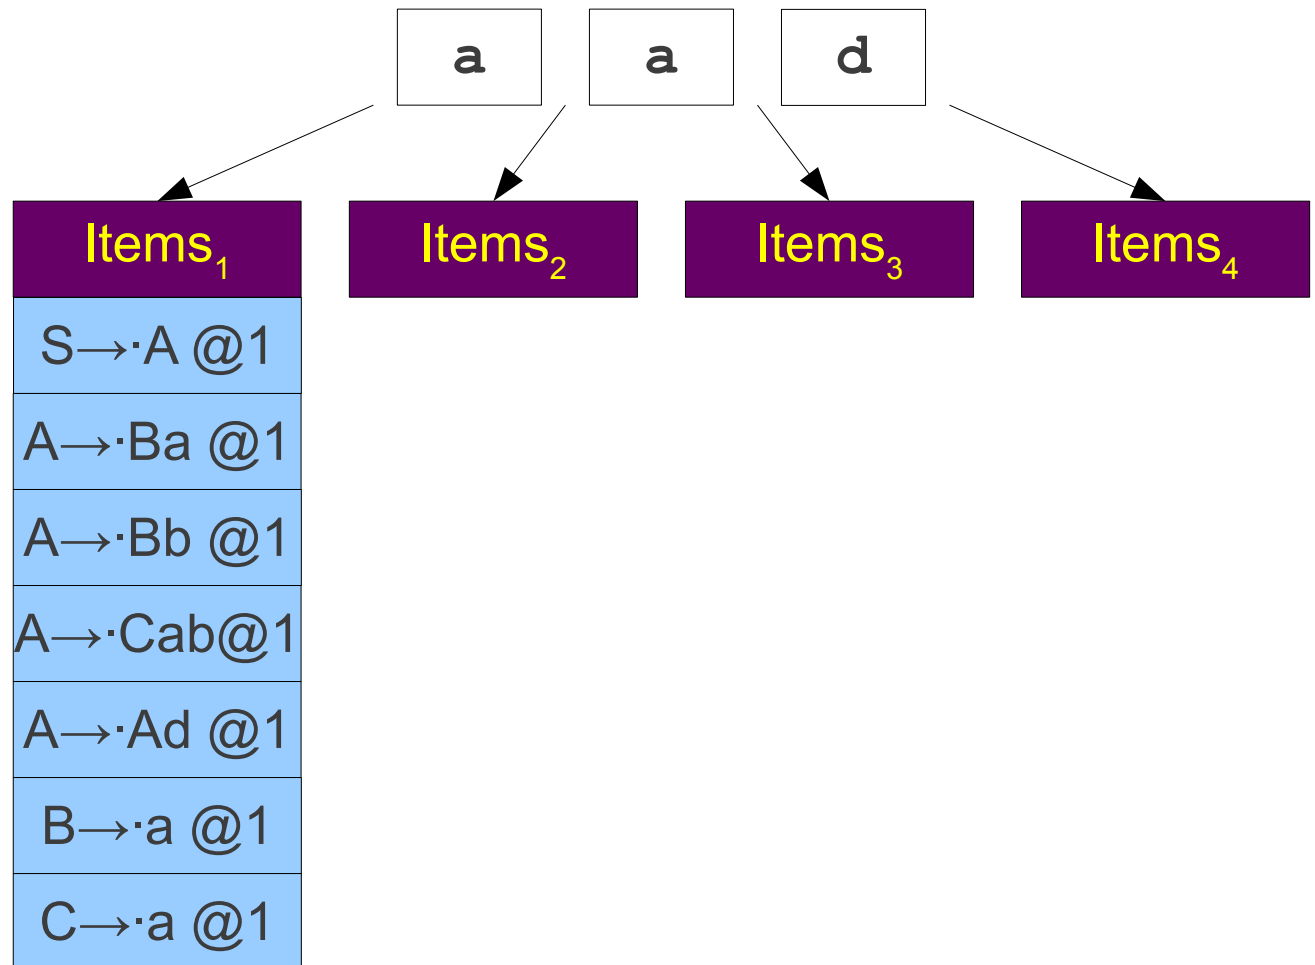 a a d
Items₁ Items₂ Items₃ Items₄
S→·A @1
A→·Ba @1
A→·Bb @1
A→·Cab@1
A→·Ad @1
B→·a @1
C→·a @1